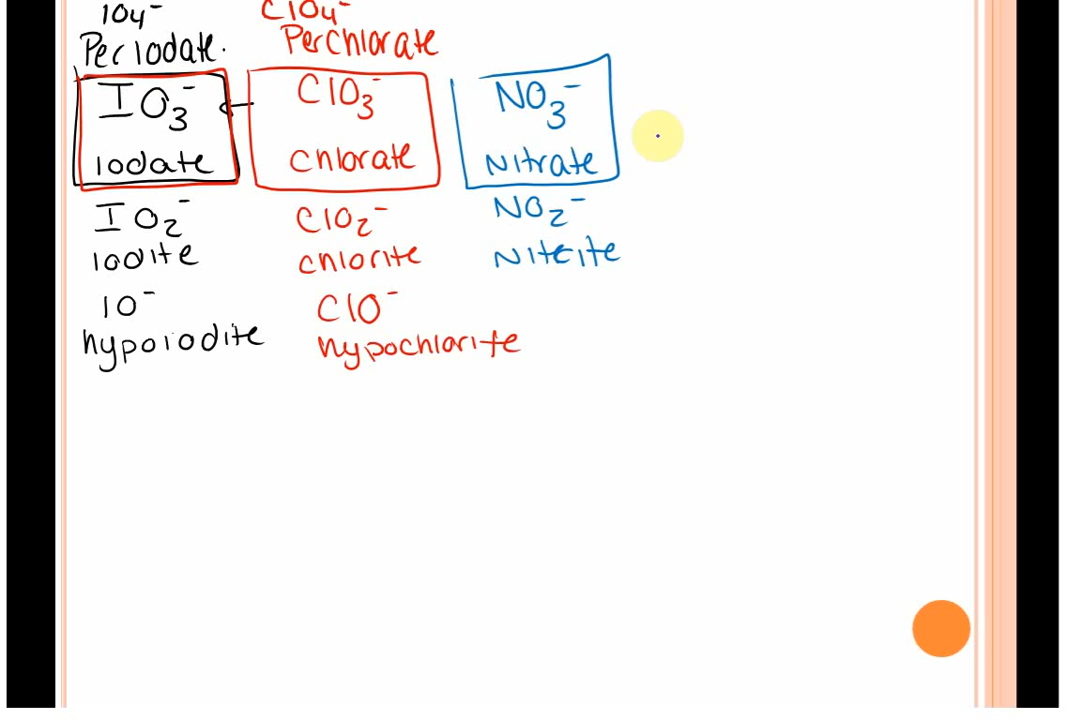 IO4- ClO4-
Periodate. Perchlorate
IO3- ClO3- NO3-
Iodate Chlorate Nitrate
IO2- ClO2- NO2-
Iodite chlorite Nitrite
IO- ClO-
hypoiodite hypochlorite